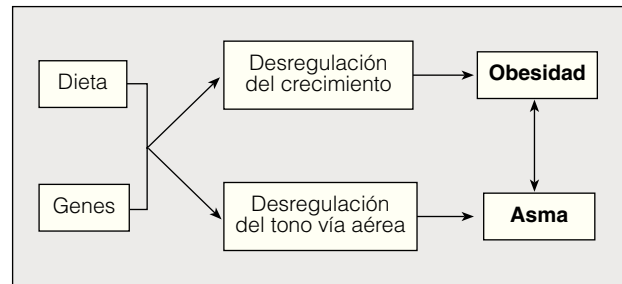 Dieta
Genes
Desregulación
del crecimiento
Desregulación
del tono vía aérea
Obesidad
Asma